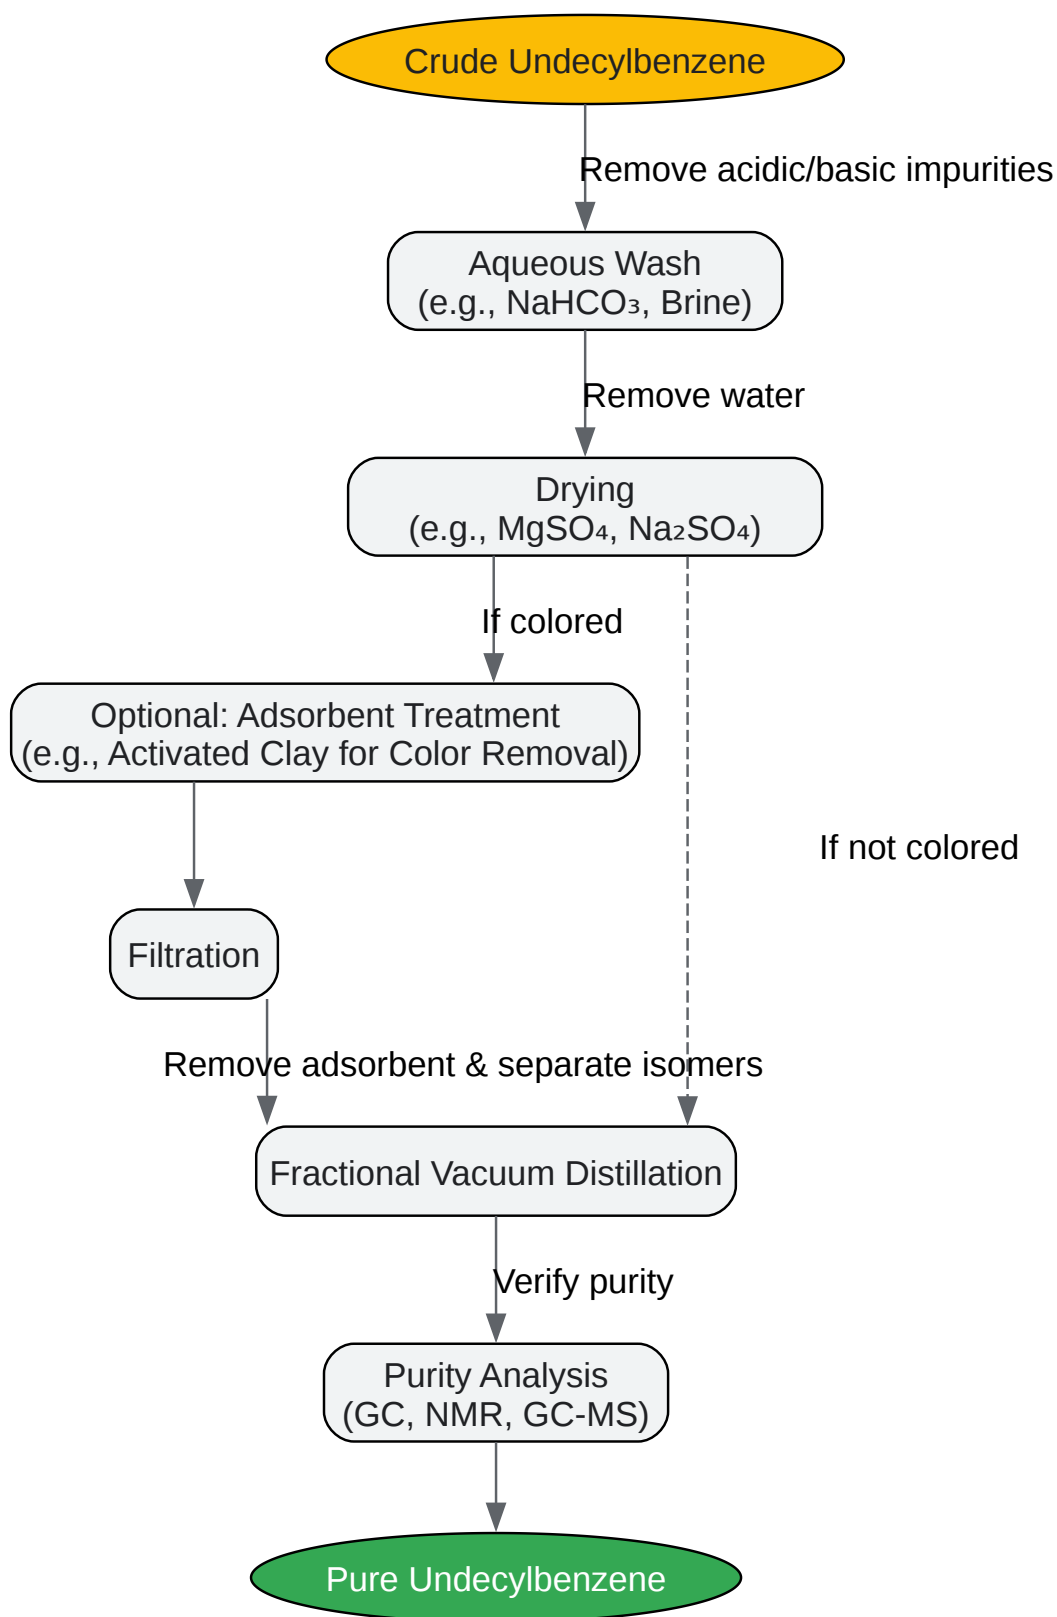 Crude Undecylbenzene
Remove acidic/basic impurities
Aqueous Wash
(e.g., NaHCO₃, Brine)
Remove water
Drying
(e.g., MgSO₄, Na₂SO₄)
If colored
Optional: Adsorbent Treatment
(e.g., Activated Clay for Color Removal)
If not colored
Filtration
Remove adsorbent & separate isomers
Fractional Vacuum Distillation
Verify purity
Purity Analysis
(GC, NMR, GC-MS)
Pure Undecylbenzene